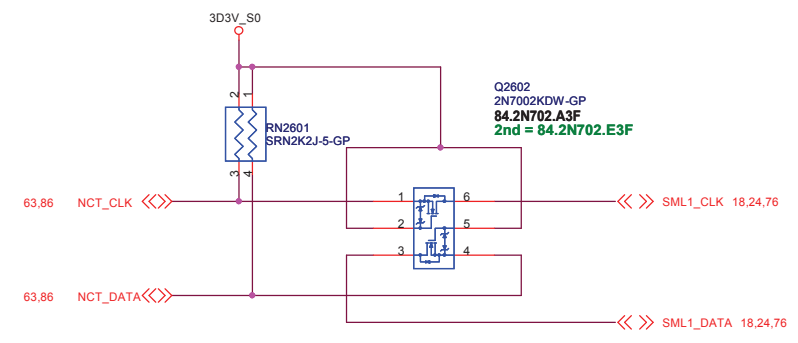 3D3V_S0
Q2602
2N7002KDW-GP
84.2N702.A3F
2nd = 84.2N702.E3F
2 1
RN2601
SRN2K2J-5-GP
3 4
63,86 NCT_CLK 1 6 SML1_CLK 18,24,76
2 5
3 4
63,86 NCT_DATA
SML1_DATA 18,24,76